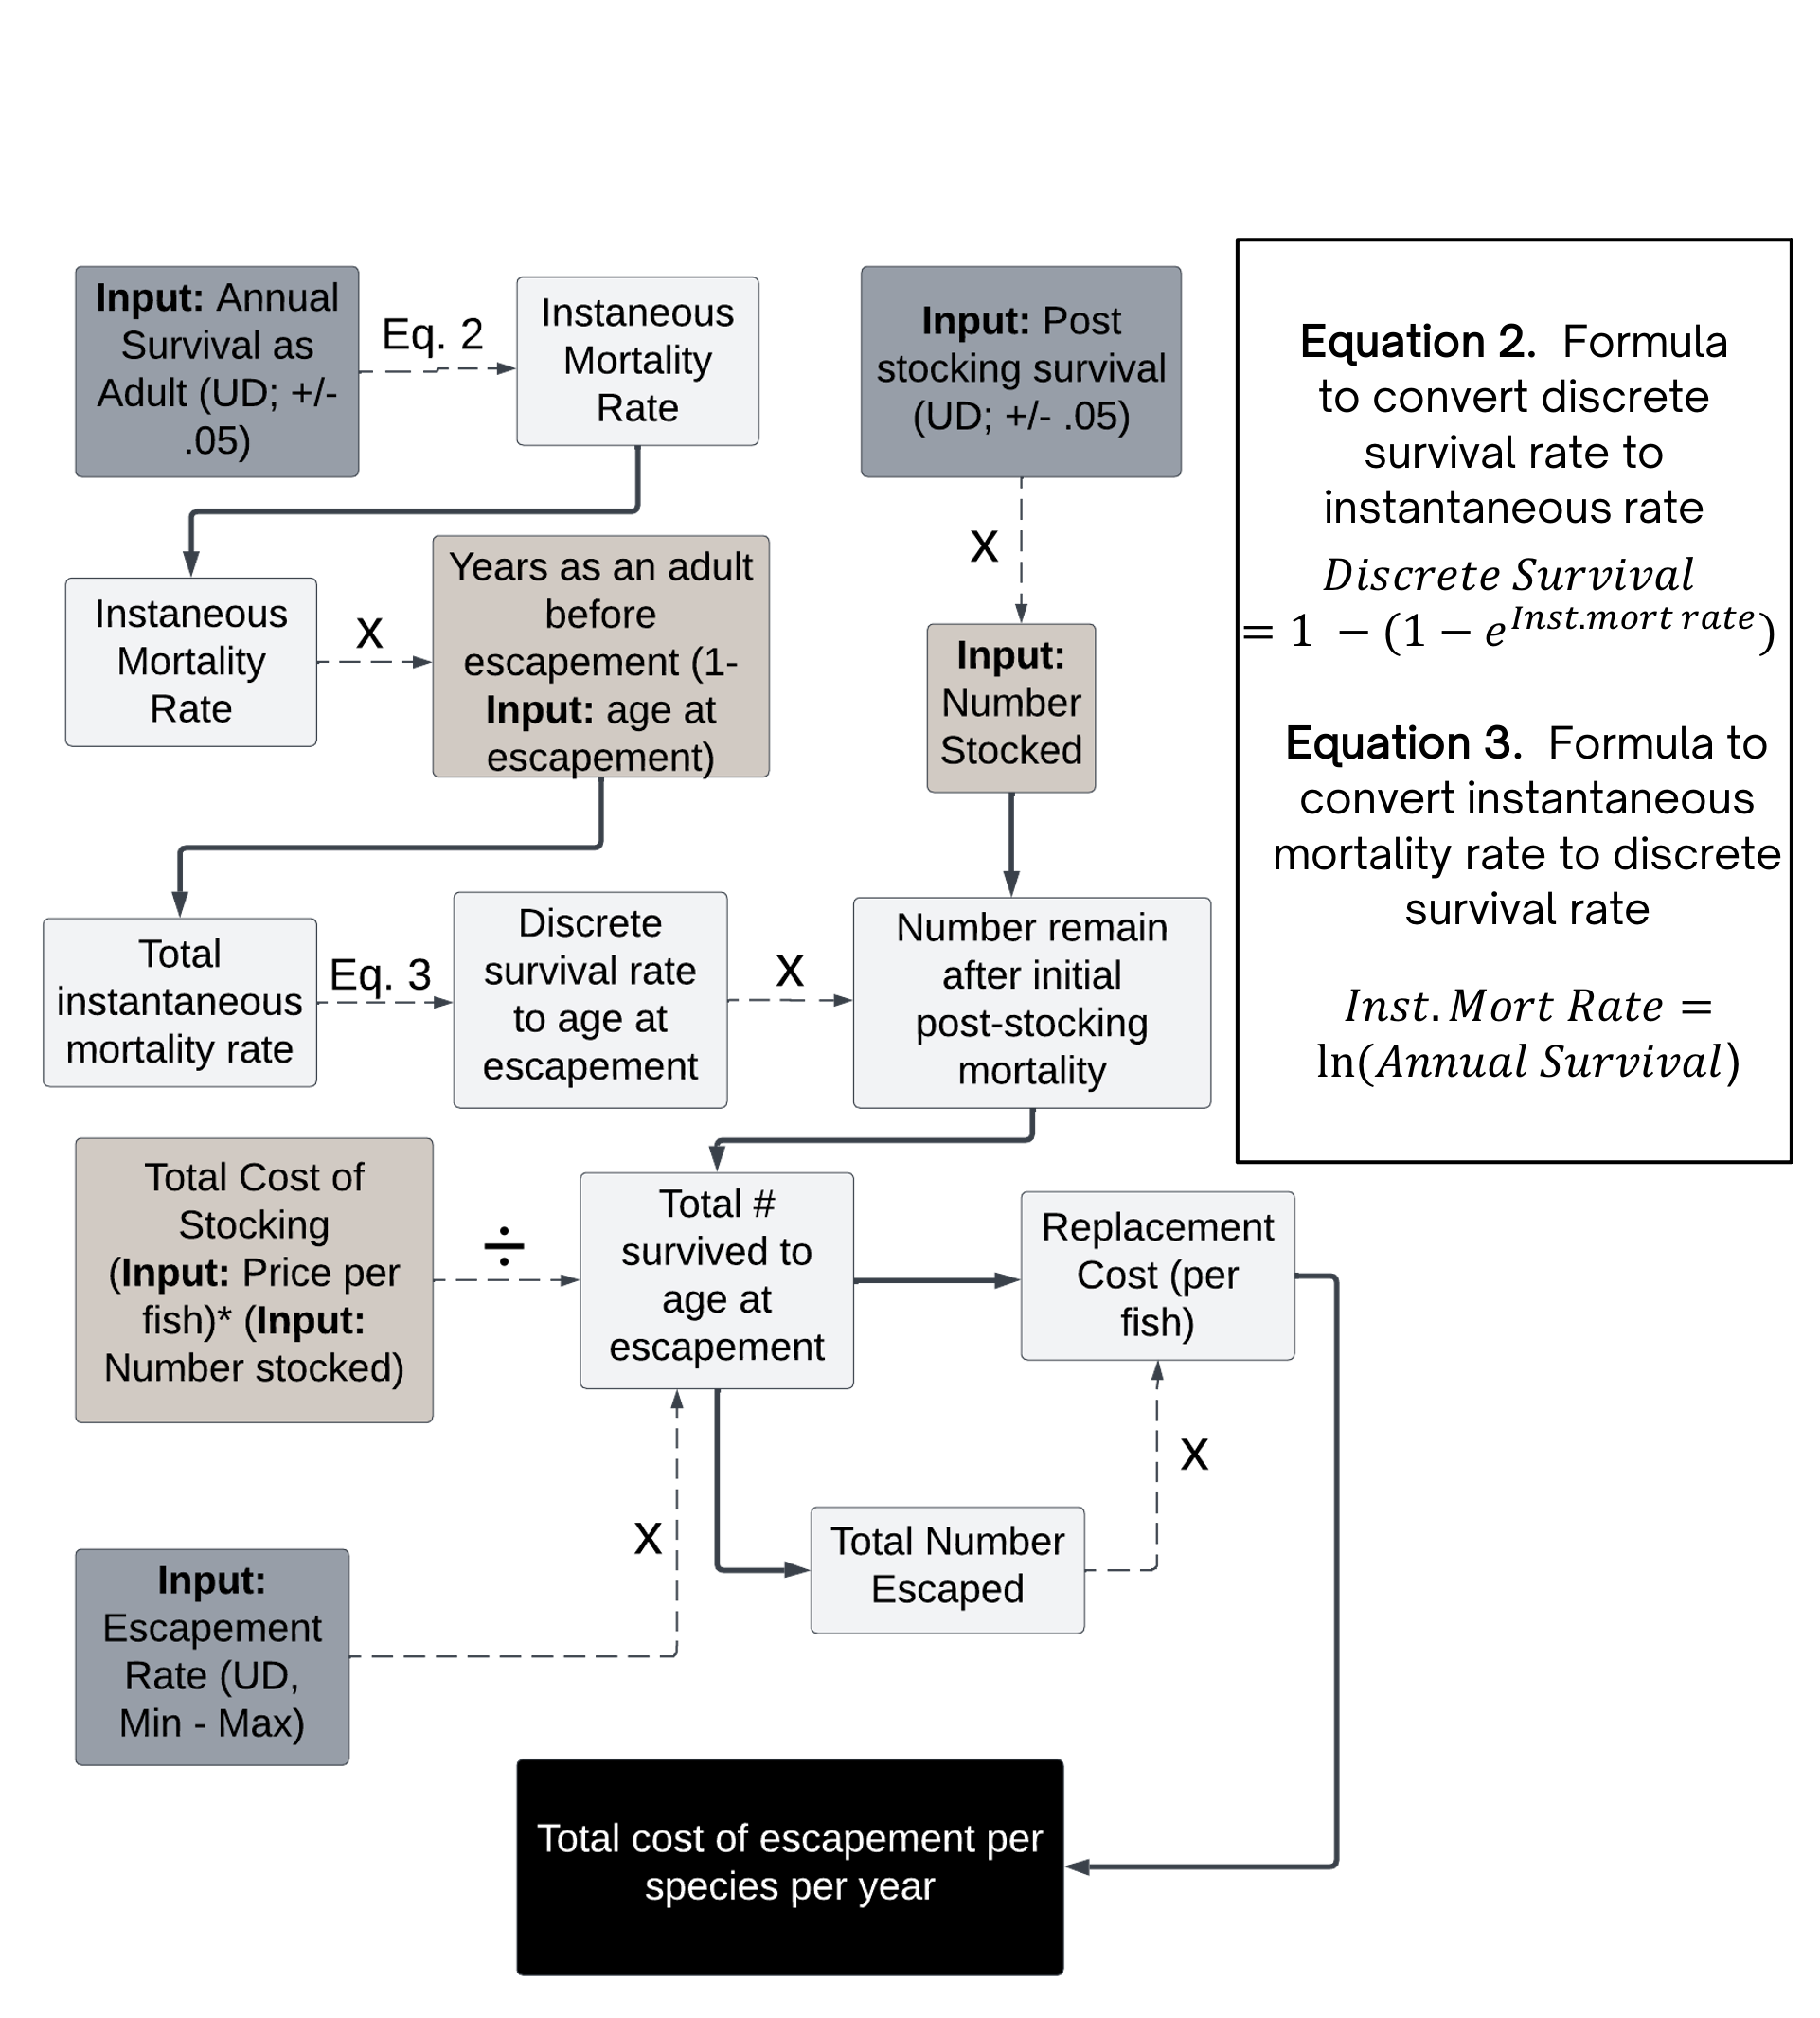 Input: Annual
Survival as
Adult (UD; +/-
.05)
Eq. 2
Instaneous
Mortality
Rate
Input: Post
stocking survival
(UD; +/- .05)
x
Instaneous
Mortality
Rate
x
Years as an adult
before
escapement (1-
Input: age at
escapement)
Input:
Number
Stocked
Total
instantaneous
mortality rate
Eq. 3
Discrete
survival rate
to age at
escapement
x
Number remain
after initial
post-stocking
mortality
Total Cost of
Stocking
(Input: Price per
fish)* (Input:
Number stocked)
÷
Total #
survived to
age at
escapement
Replacement
Cost (per
fish)
x
x
Total Number
Escaped
Input:
Escapement
Rate (UD,
Min - Max)
Total cost of escapement per
species per year
Equation 2. Formula
to convert discrete
survival rate to
instantaneous rate
Discrete Survival
= 1 − (1 − e^Inst.mort rate)
Equation 3. Formula to
convert instantaneous
mortality rate to discrete
survival rate
Inst. Mort Rate =
ln(Annual Survival)